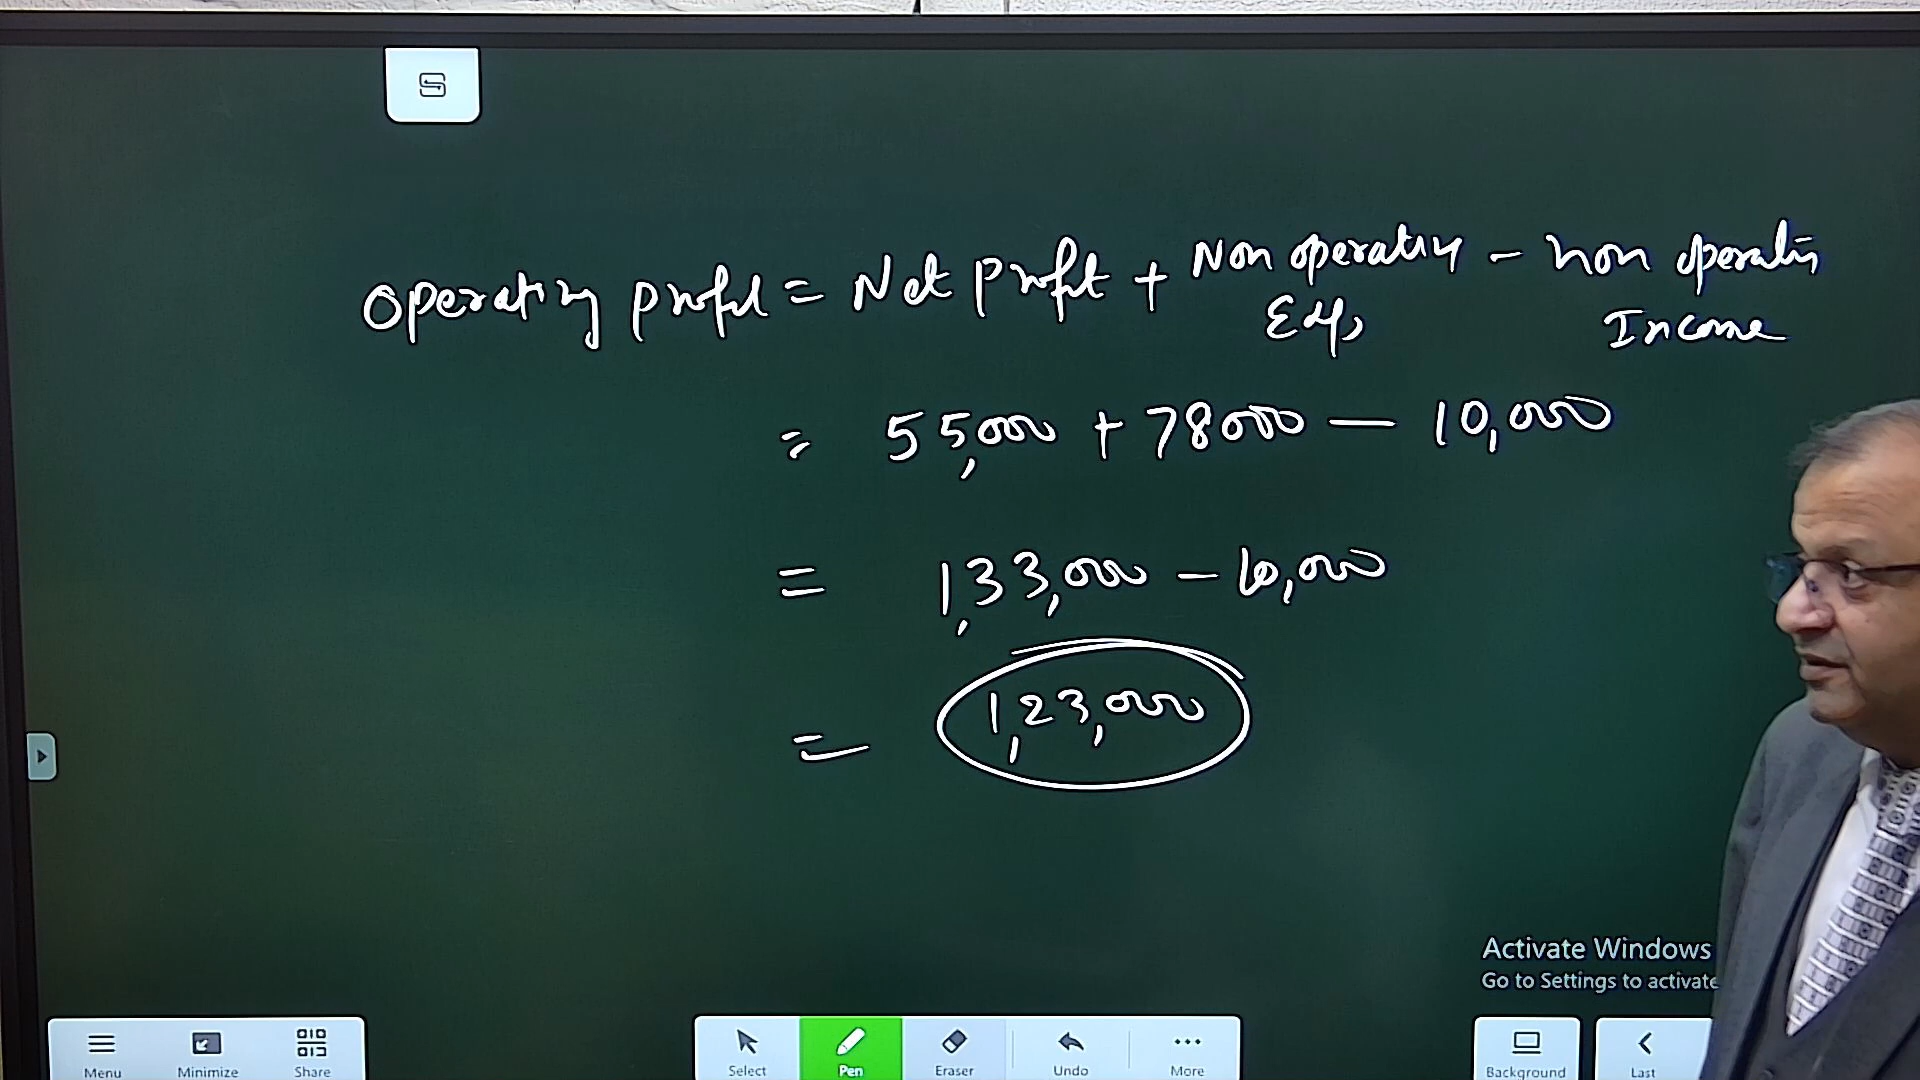 Operating profit = Net profit + Non operating - non operating
Exp Income
= 55,000 + 78000 - 10,000
= 1,33,000 - 10,000
= 1,23,000
Activate Windows
Go to Settings to activate
Menu Minimize Share Select Pen Eraser Undo More Background Last